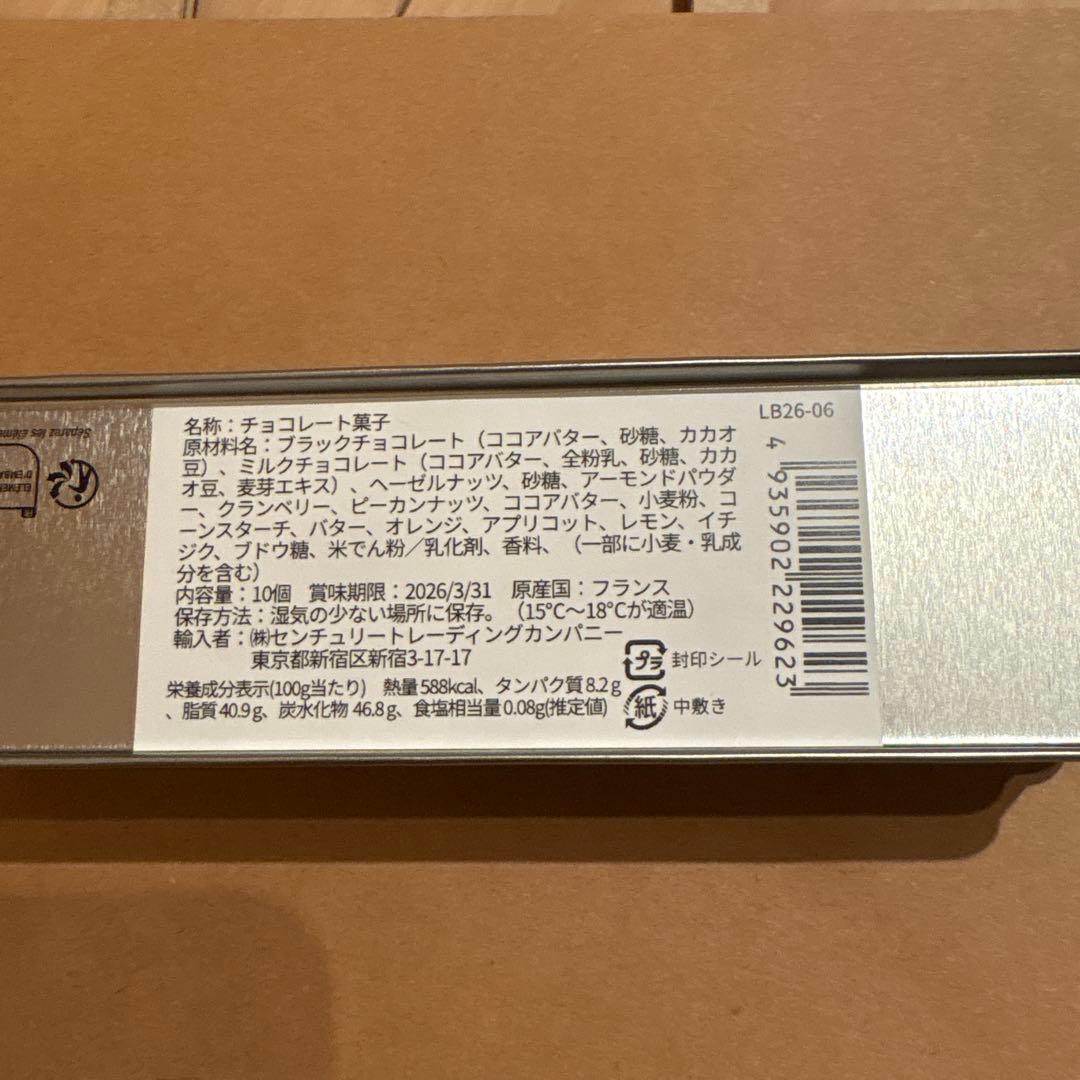 名称：チョコレート菓子
原材料名：ブラックチョコレート（ココアバター、砂糖、カカオ
豆）、ミルクチョコレート（ココアバター、全粉乳、砂糖、カカ
オ豆、麦芽エキス）、ヘーゼルナッツ、砂糖、アーモンドパウダ
ー、クランベリー、ピーカンナッツ、ココアバター、小麦粉、コ
ーンスターチ、バター、オレンジ、アプリコット、レモン、イチ
ジク、ブドウ糖、米でん粉／乳化剤、香料、（一部に小麦・乳成
分を含む）
内容量：10個　賞味期限：2026/3/31　原産国：フランス
保存方法：湿気の少ない場所に保存。（15℃〜18℃が適温）
輸入者：㈱センチュリートレーディングカンパニー
東京都新宿区新宿3-17-17
栄養成分表示(100g当たり)　熱量588kcal、タンパク質8.2g
、脂質40.9g、炭水化物 46.8g、食塩相当量0.08g(推定値)
プラ 封印シール
紙 中敷き
LB26-06
4 935902 229623
Séparez les éléme